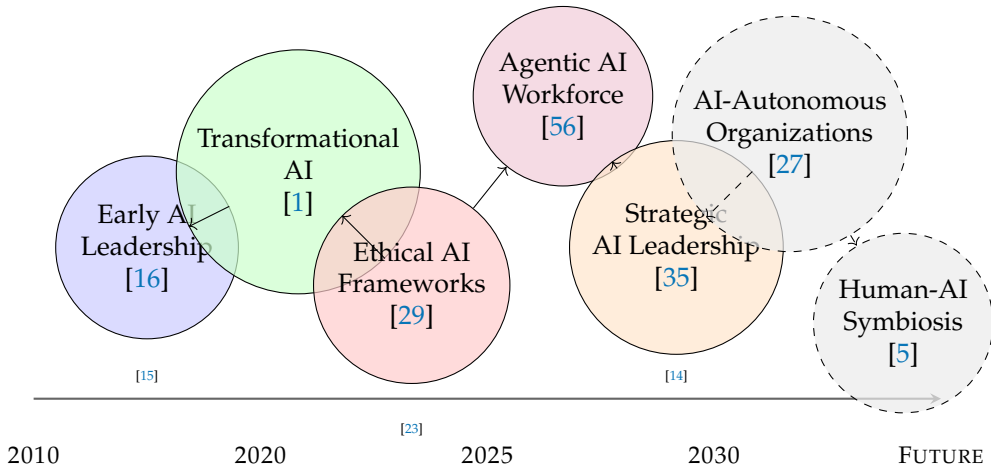 Early AI
Leadership
[16]
Transformational
AI
[1]
Ethical AI
Frameworks
[29]
Agentic AI
Workforce
[56]
Strategic
AI Leadership
[35]
AI-Autonomous
Organizations
[27]
Human-AI
Symbiosis
[5]
[15]
[14]
[23]
2010
2020
2025
2030
FUTURE